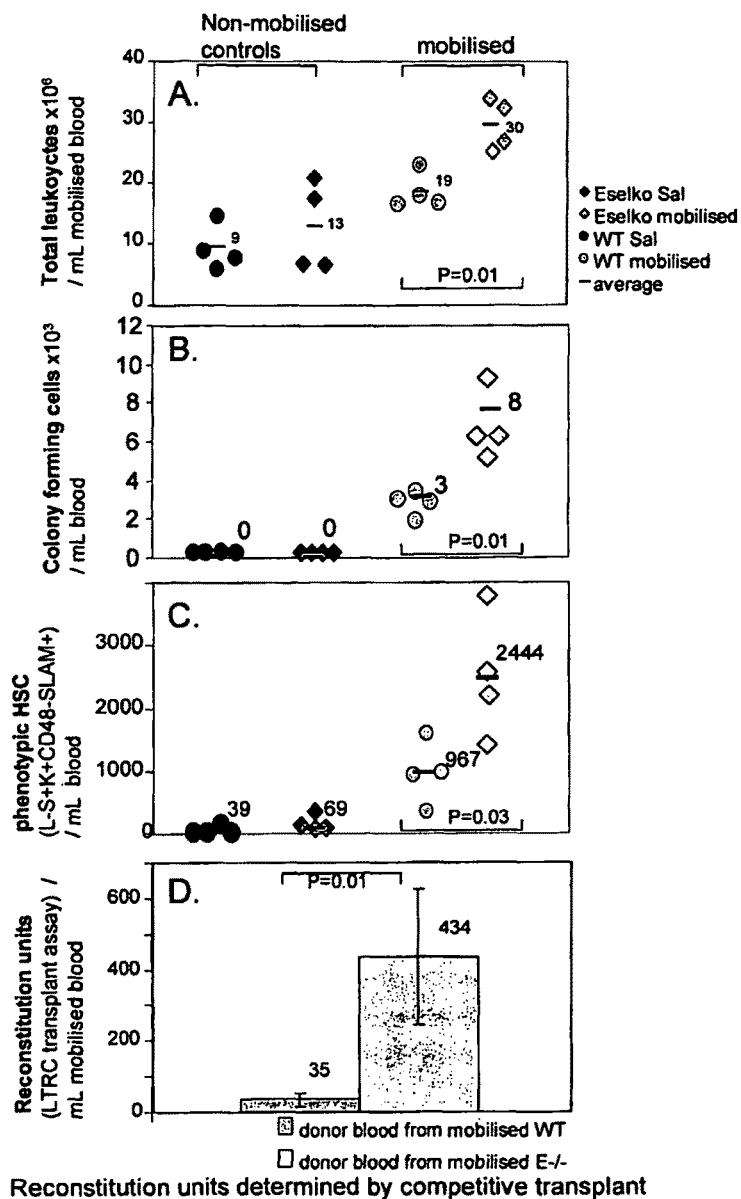 Non-mobilised
controls
mobilised
Total leukoyctes x10⁶
/ mL mobilised blood
40
30
20
10
0
A.
9
13
19
30
P=0.01
◆ Eselko Sal
◇ Eselko mobilised
● WT Sal
◎ WT mobilised
— average
Colony forming cells x10³
/ mL blood
12
10
8
6
4
2
0
B.
0
0
3
8
P=0.01
phenotypic HSC
(L-S+K+CD48-SLAM+)
/ mL blood
3000
2000
1000
0
C.
39
69
967
2444
P=0.03
Reconstitution units
(LTRC transplant assay) /
mL mobilised blood
600
400
200
0
D.
P=0.01
35
434
donor blood from mobilised WT
donor blood from mobilised E-/-
Reconstitution units determined by competitive transplant